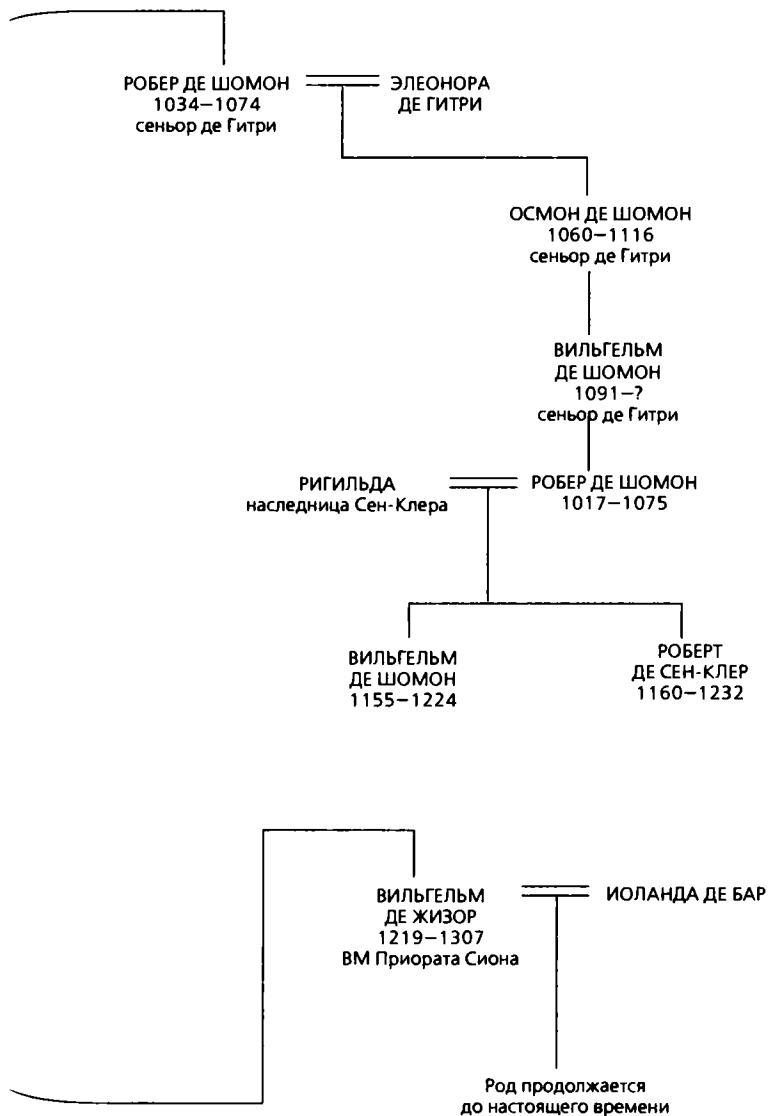 РОБЕР ДЕ ШОМОН
1034–1074
сеньор де Гитри
ЭЛЕОНОРА
ДЕ ГИТРИ
ОСМОН ДЕ ШОМОН
1060–1116
сеньор де Гитри
ВИЛЬГЕЛЬМ
ДЕ ШОМОН
1091–?
сеньор де Гитри
РИГИЛЬДА
наследница Сен-Клера
РОБЕР ДЕ ШОМОН
1017–1075
ВИЛЬГЕЛЬМ
ДЕ ШОМОН
1155–1224
РОБЕРТ
ДЕ СЕН-КЛЕР
1160–1232
ВИЛЬГЕЛЬМ
ДЕ ЖИЗОР
1219–1307
ВМ Приората Сиона
ИОЛАНДА ДЕ БАР
Род продолжается
до настоящего времени